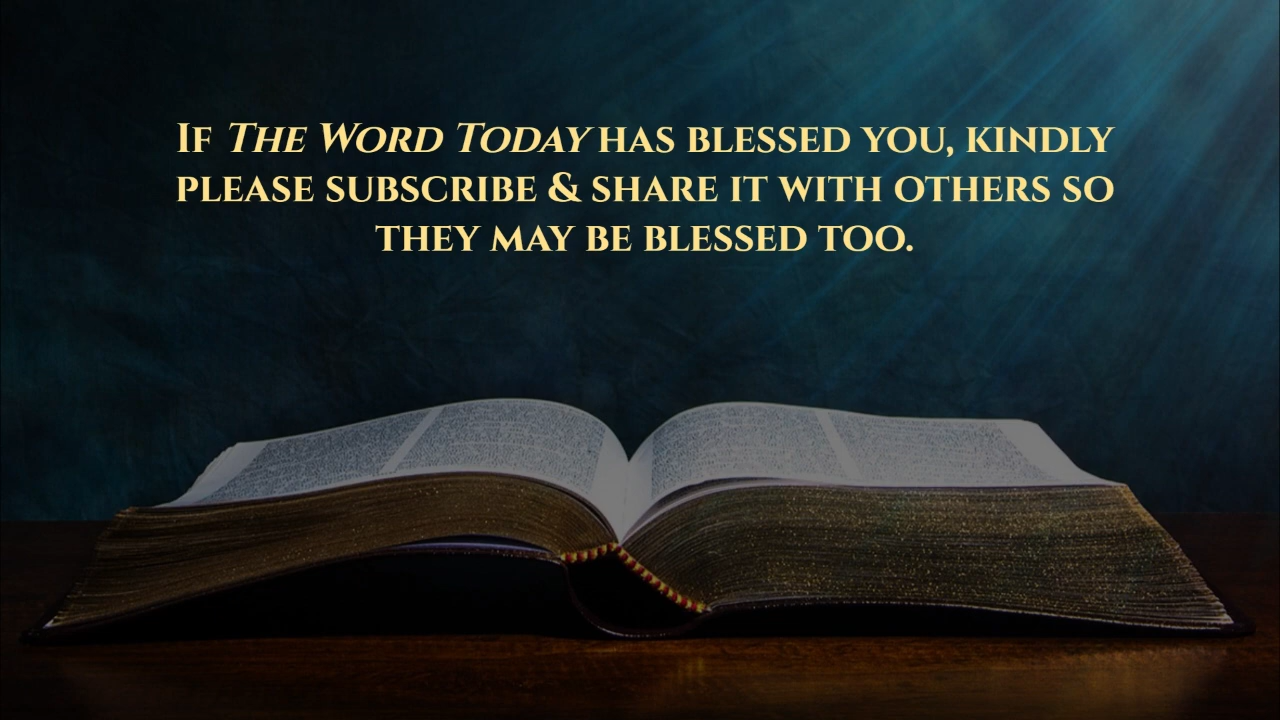 If The Word Today has blessed you, kindly
please subscribe & share it with others so
they may be blessed too.